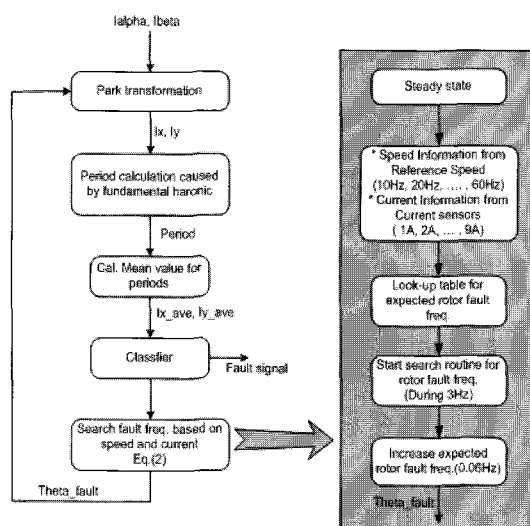 Ialpha, Ibeta
Park transformation
Ix, Iy
Period calculation caused
by fundamental haronic
Period
Cal. Mean value for
periods
Ix_ave, Iy_ave
Classfier
Fault signal
Search fault freq. based on
speed and current
Eq.(2)
Theta_fault
Steady state
* Speed Information from
Reference Speed
(10Hz, 20Hz, ...., 60Hz)
* Current Information from
Current sensors
( 1A, 2A, ... , 9A)
Look-up table for
expected rotor fault
freq.
Start search routine for
rotor fault freq.
(During 3Hz)
Increase expected
rotor fault freq.(0.06Hz)
Theta_fault